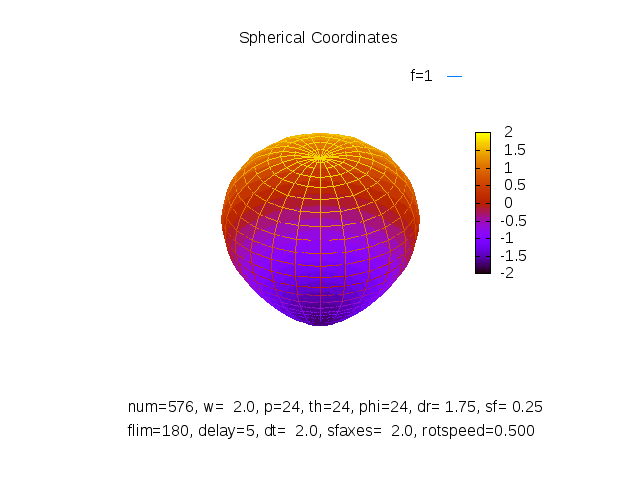 Spherical Coordinates
f=1
2
1.5
1
0.5
0
-0.5
-1
-1.5
-2
num=576, w=  2.0, p=24, th=24, phi=24, dr= 1.75, sf= 0.25
flim=180, delay=5, dt=  2.0, sfaxes=  2.0, rotspeed=0.500